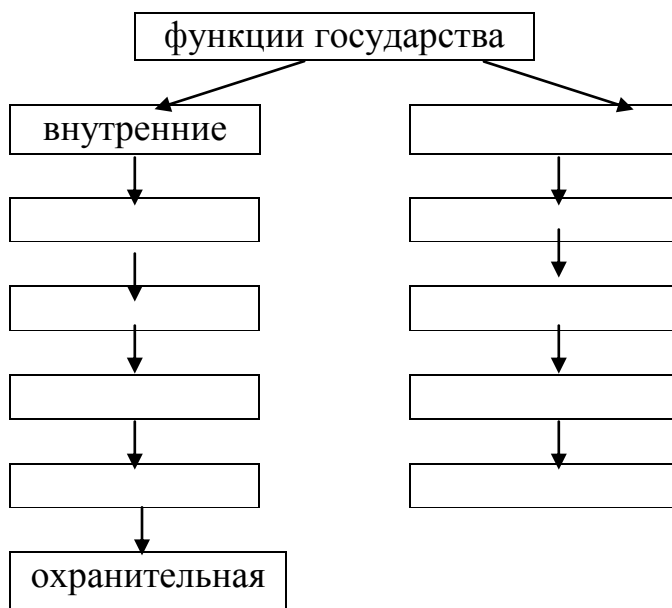 функции государства
внутренние
охранительная